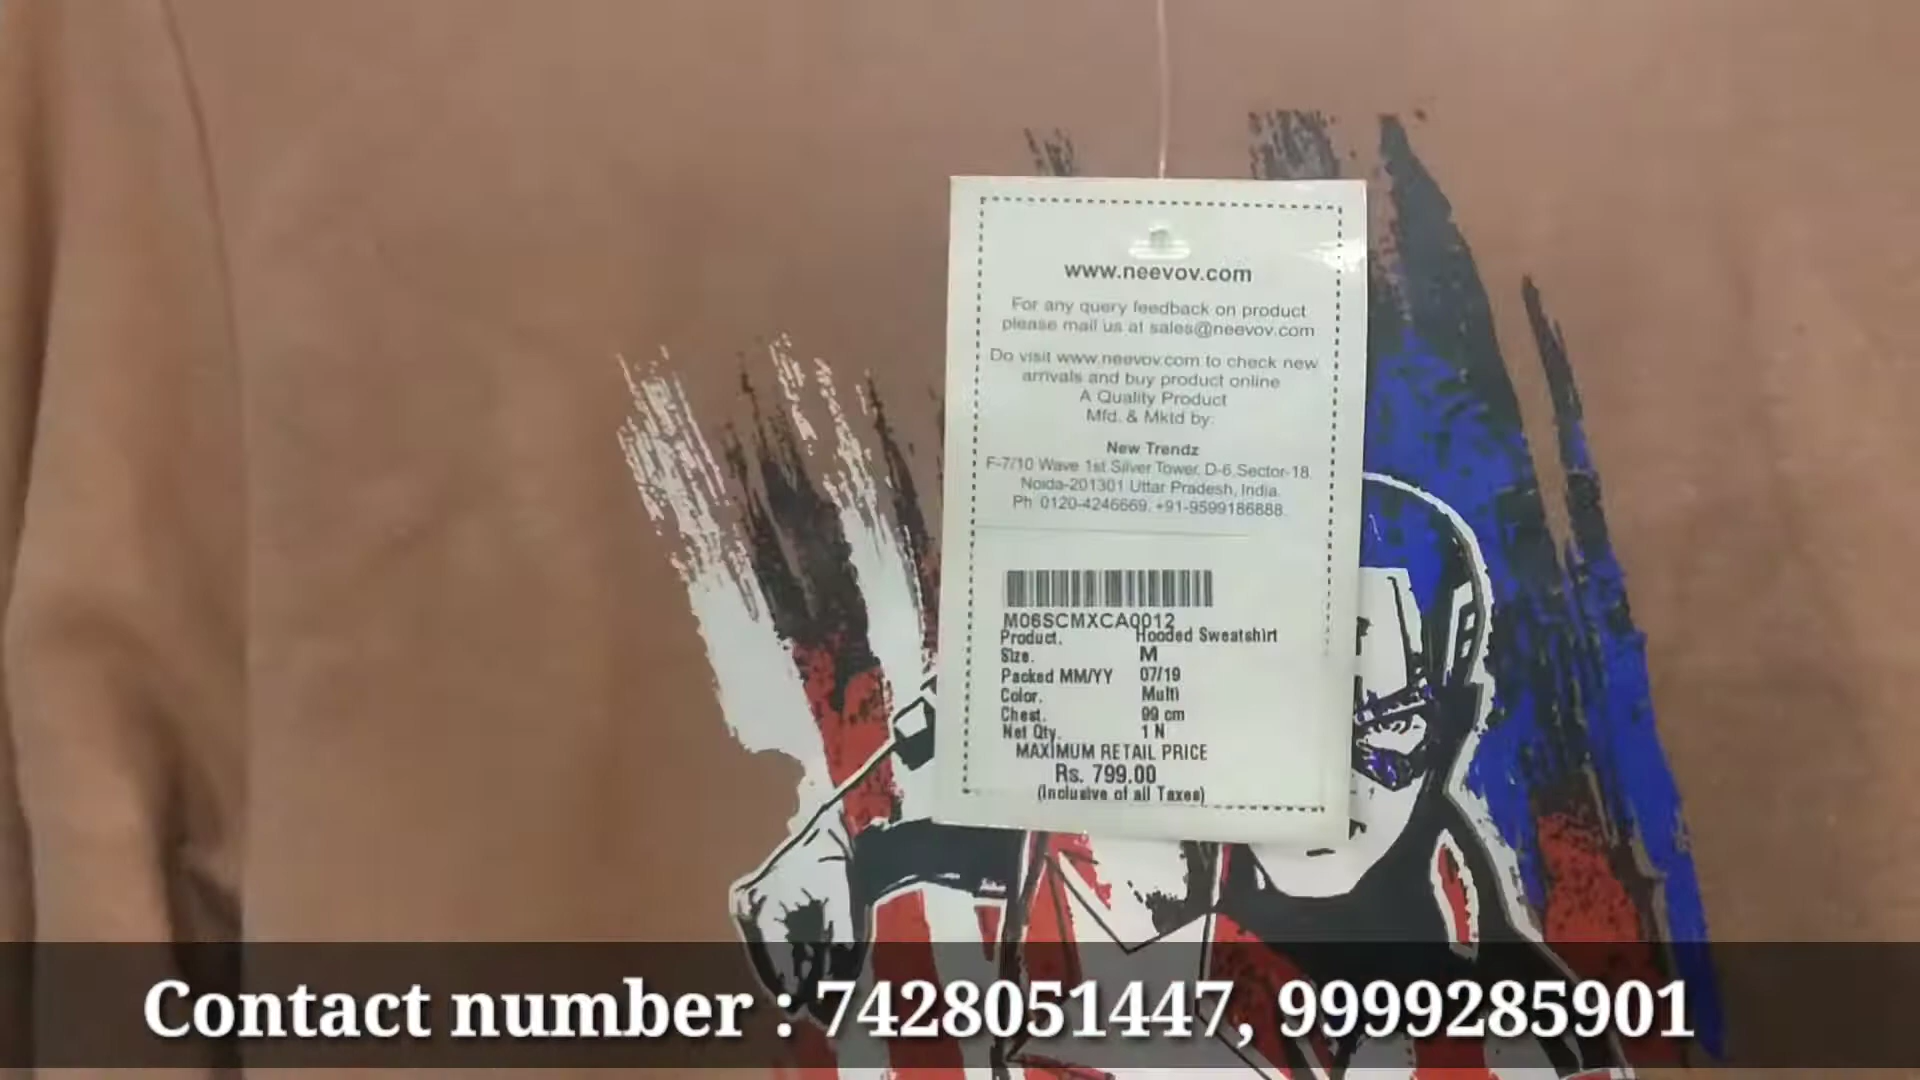 www.neevov.com
For any query feedback on product
please mail us at sales@neevov.com
Do visit www.neevov.com to check new
arrivals and buy product online
A Quality Product
Mfd. & Mktd by:
New Trendz
F-7/10 Wave 1st Silver Tower, D-6 Sector-18
Noida-201301 Uttar Pradesh, India.
Ph 0120-4246669, +91-9599186888
M06SCMXCA0012
Product. Hooded Sweatshirt
Size. M
Packed MM/YY 07/19
Color. Multi
Chest. 99 cm
Net Qty. 1 N
MAXIMUM RETAIL PRICE
Rs. 799.00
(Inclusive of all Taxes)
Contact number : 7428051447, 9999285901